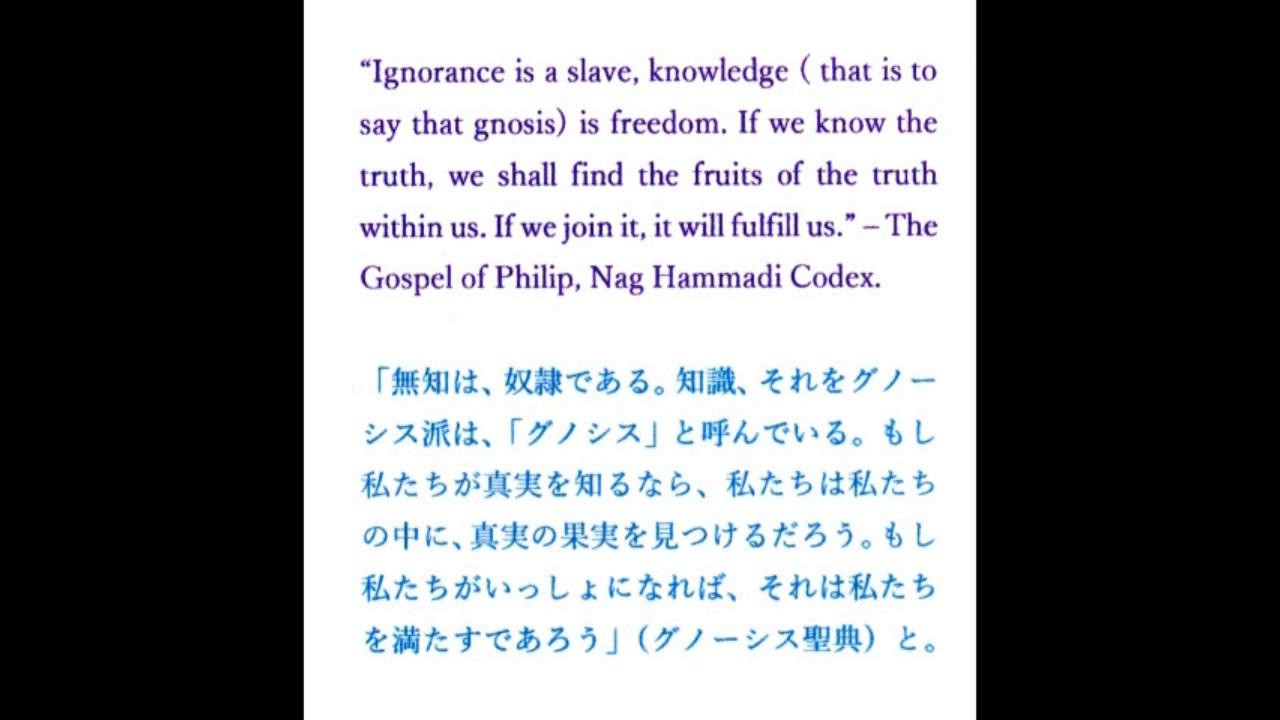 “Ignorance is a slave, knowledge ( that is to
say that gnosis) is freedom. If we know the
truth, we shall find the fruits of the truth
within us. If we join it, it will fulfill us.” – The
Gospel of Philip, Nag Hammadi Codex.
「無知は、奴隷である。知識、それをグノー
シス派は、「グノシス」と呼んでいる。もし
私たちが真実を知るなら、私たちは私たち
の中に、真実の果実を見つけるだろう。もし
私たちがいっしょになれば、それは私たち
を満たすであろう」（グノーシス聖典）と。